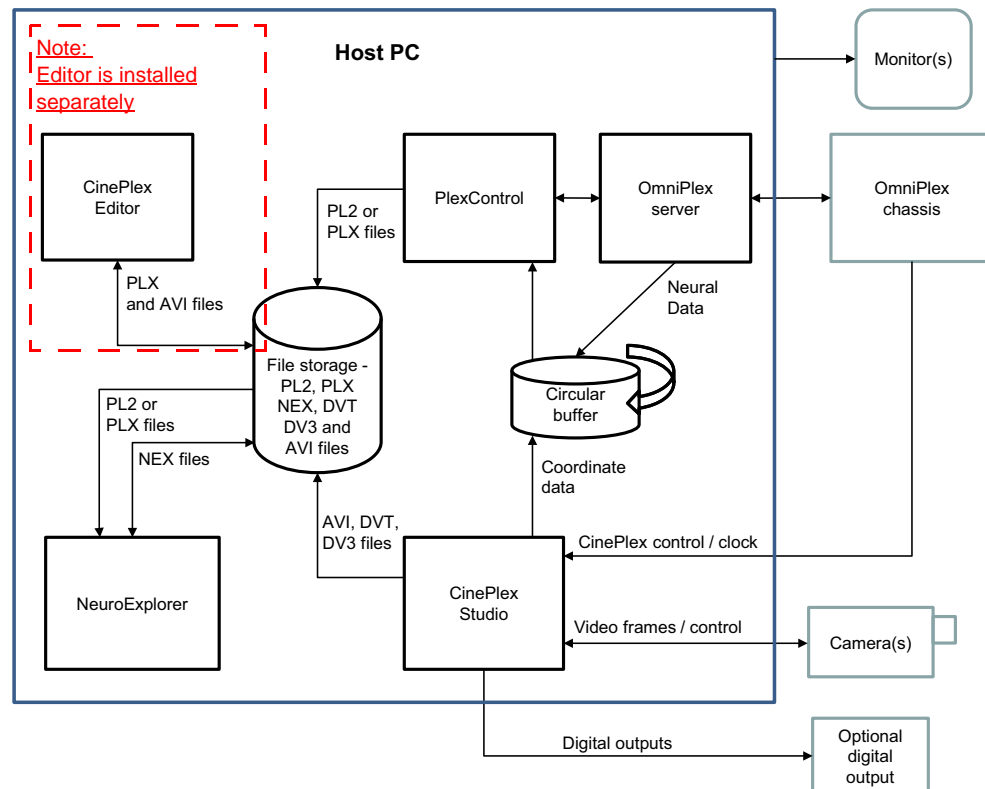 Note:
Editor is installed
separately
Host PC
Monitor(s)
CinePlex
Editor
PL2 or
PLX files
PlexControl
OmniPlex
server
OmniPlex
chassis
PLX
and AVI files
Neural
Data
File storage -
PL2, PLX
NEX, DVT
DV3 and
AVI files
Circular
buffer
PL2 or
PLX files
NEX files
Coordinate
data
AVI, DVT,
DV3 files
CinePlex control / clock
NeuroExplorer
CinePlex
Studio
Video frames / control
Camera(s)
Digital outputs
Optional
digital
output